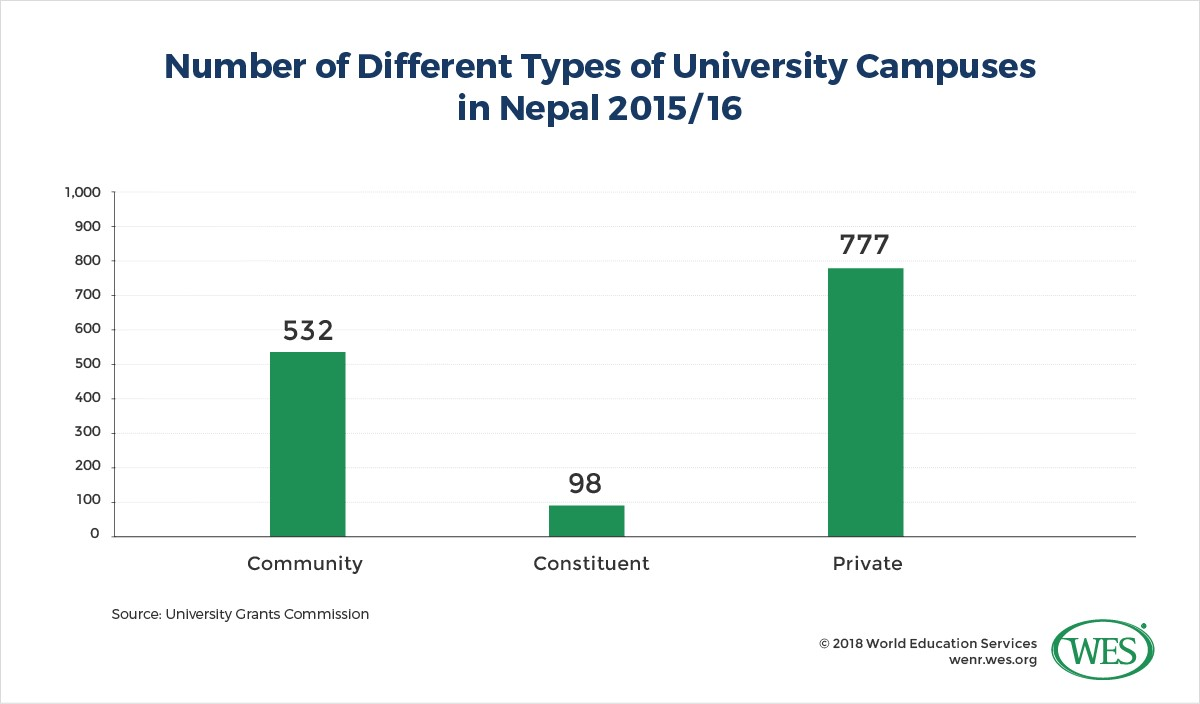 Number of Different Types of University Campuses
in Nepal 2015/16
1,000
900
800
700
600
500
400
300
200
100
0
532
98
777
Community
Constituent
Private
Source: University Grants Commission
© 2018 World Education Services
wenr.wes.org
WES